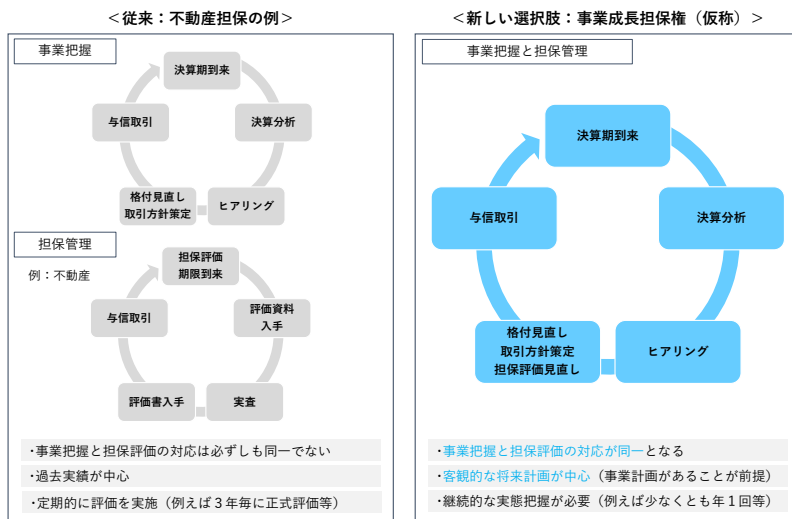 ＜従来：不動産担保の例＞
事業把握
決算期到来
与信取引
決算分析
格付見直し
取引方針策定
ヒアリング
担保管理
例：不動産
担保評価
期限到来
与信取引
評価資料
入手
評価書入手
実査
･事業把握と担保評価の対応は必ずしも同一でない
･過去実績が中心
･定期的に評価を実施（例えば３年毎に正式評価等）
＜新しい選択肢：事業成長担保権（仮称）＞
事業把握と担保管理
決算期到来
与信取引
決算分析
格付見直し
取引方針策定
担保評価見直し
ヒアリング
･事業把握と担保評価の対応が同一となる
･客観的な将来計画が中心（事業計画があることが前提）
･継続的な実態把握が必要（例えば少なくとも年１回等）